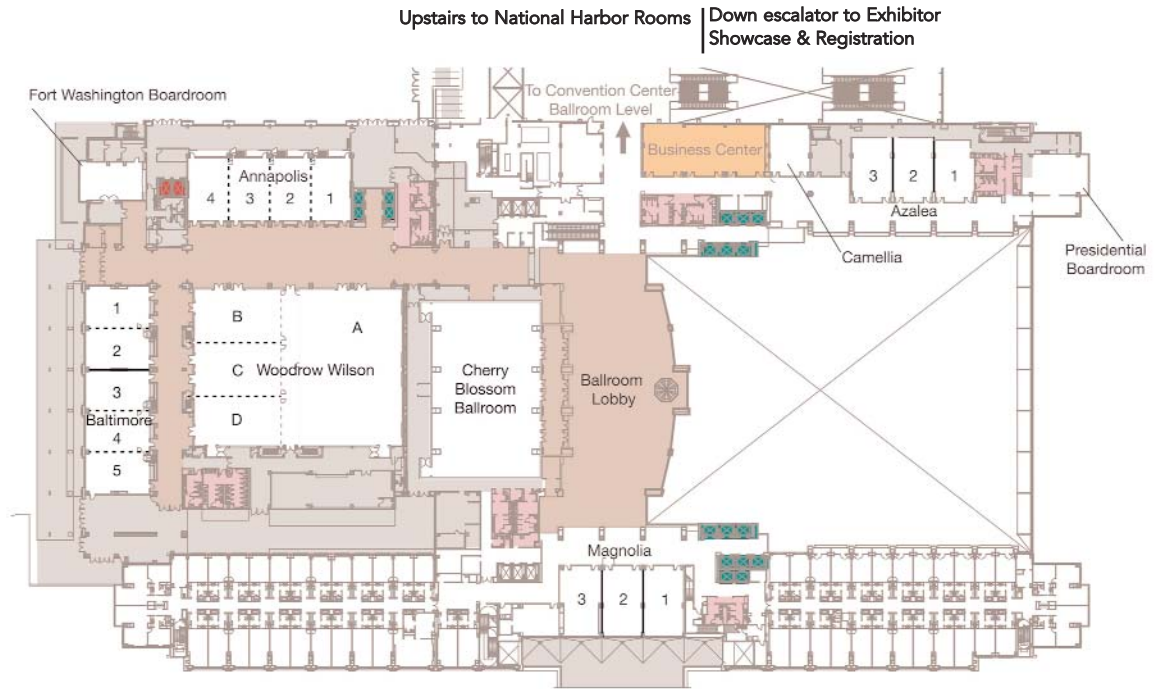 Upstairs to National Harbor Rooms
Down escalator to Exhibitor
Showcase & Registration
To Convention Center
Ballroom Level
Fort Washington Boardroom
Business Center
Annapolis
4
3
2
1
3
2
1
Azalea
Camellia
Presidential
Boardroom
1
2
3
Baltimore
4
5
B
A
C
Woodrow Wilson
D
Cherry
Blossom
Ballroom
Ballroom
Lobby
Magnolia
3
2
1